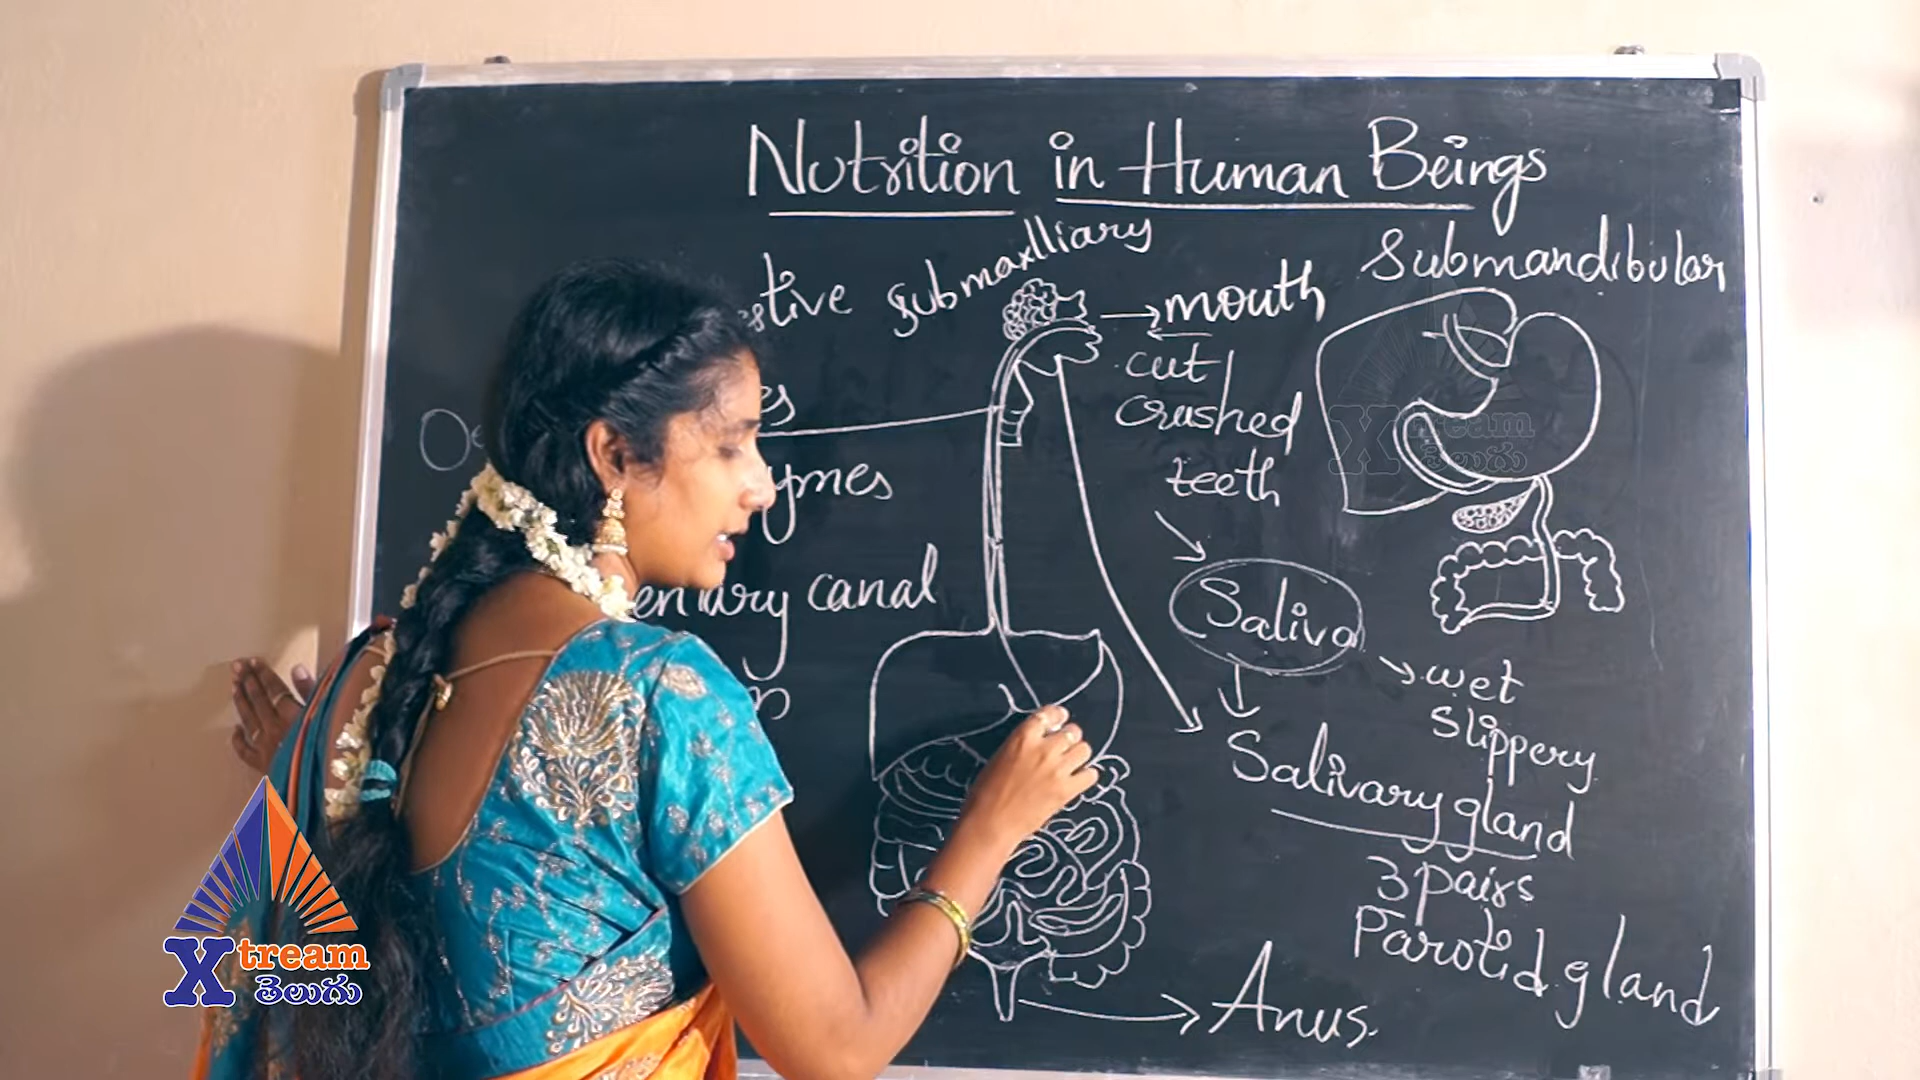 Nutrition in Human Beings
submaxlliary
submandibular
mouth
cut
crushed
teeth
Saliva
wet
slippery
Salivary gland
3 pairs
Parotid gland
canal
Anus.
Xtream
తెలుగు
Xtream
తెలుగు